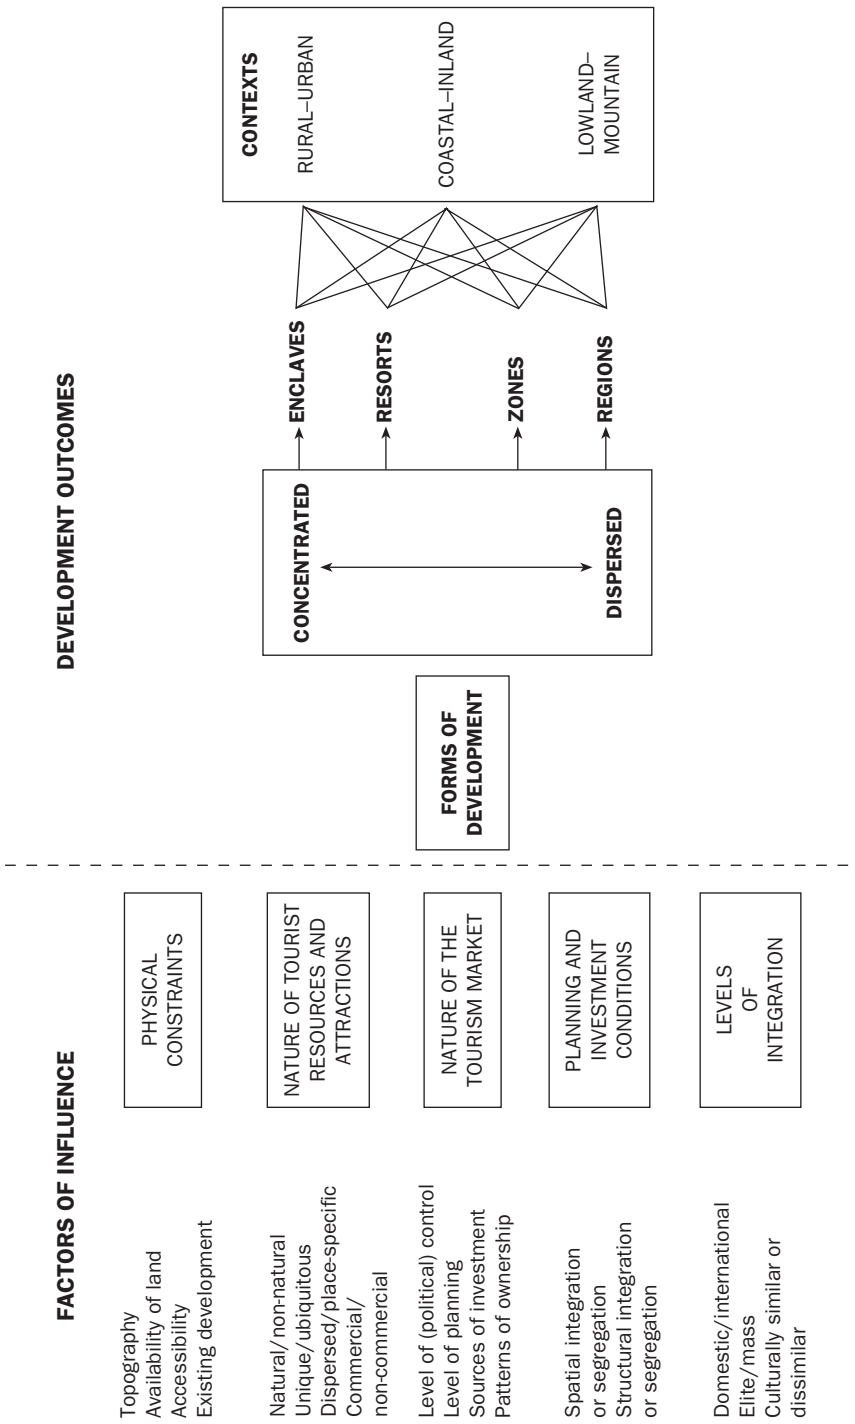 FACTORS OF INFLUENCE
Topography
Availability of land
Accessibility
Existing development
PHYSICAL
CONSTRAINTS
Natural/non-natural
Unique/ubiquitous
Dispersed/place-specific
Commercial/
non-commercial
NATURE OF TOURIST
RESOURCES AND
ATTRACTIONS
Level of (political) control
Level of planning
Sources of investment
Patterns of ownership
NATURE OF THE
TOURISM MARKET
Spatial integration
or segregation
Structural integration
or segregation
PLANNING AND
INVESTMENT
CONDITIONS
Domestic/international
Elite/mass
Culturally similar or
dissimilar
LEVELS
OF
INTEGRATION
DEVELOPMENT OUTCOMES
FORMS OF
DEVELOPMENT
CONCENTRATED
DISPERSED
ENCLAVES
RESORTS
ZONES
REGIONS
CONTEXTS
RURAL–URBAN
COASTAL–INLAND
LOWLAND–
MOUNTAIN